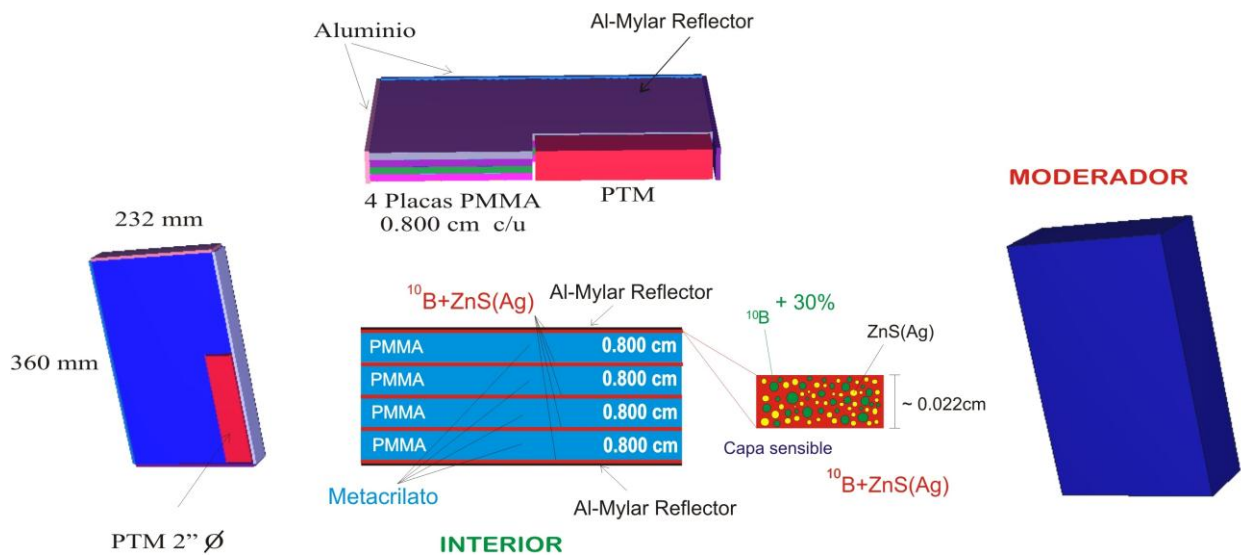 Aluminio
Al-Mylar Reflector
4 Placas PMMA
0.800 cm c/u
PTM
MODERADOR
232 mm
360 mm
PTM 2” Ø
¹⁰B+ZnS(Ag)
Al-Mylar Reflector
PMMA 0.800 cm
PMMA 0.800 cm
PMMA 0.800 cm
PMMA 0.800 cm
Metacrilato
Al-Mylar Reflector
INTERIOR
¹⁰B + 30%
ZnS(Ag)
~ 0.022cm
Capa sensible
¹⁰B+ZnS(Ag)